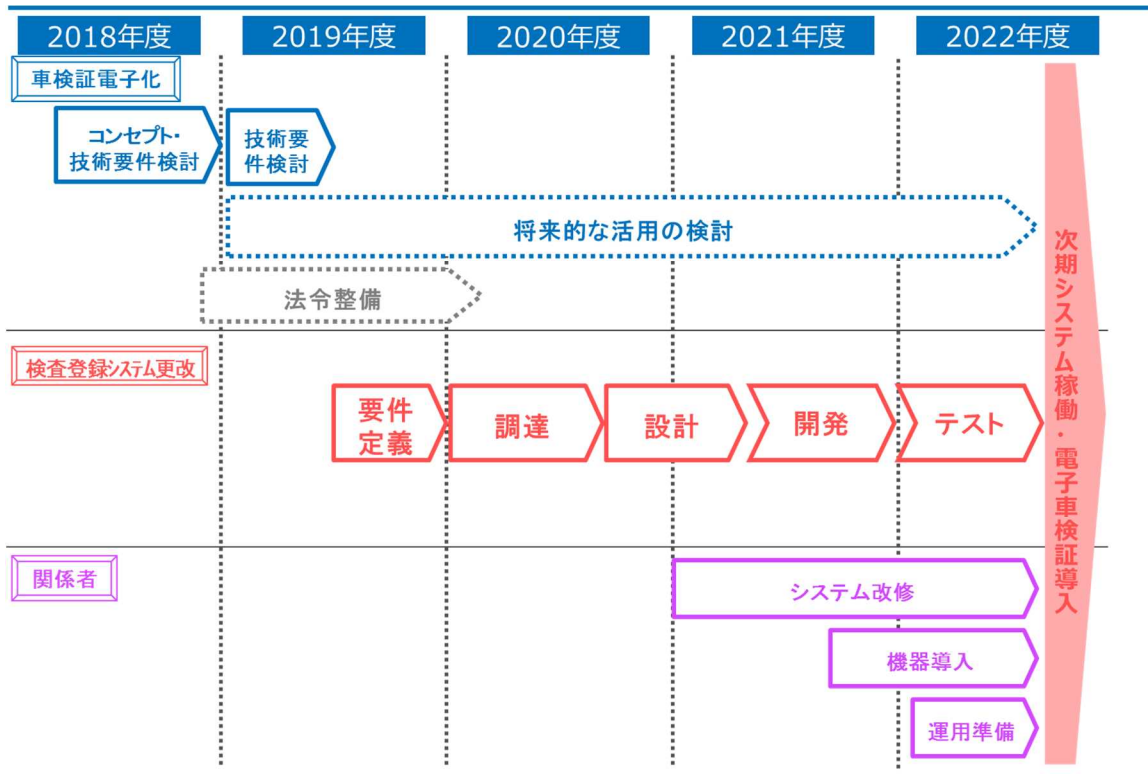 2018年度
2019年度
2020年度
2021年度
2022年度
車検証電子化
コンセプト・
技術要件検討
技術要
件検討
将来的な活用の検討
法令整備
検査登録システム更改
要件
定義
調達
設計
開発
テスト
関係者
システム改修
機器導入
運用準備
次期システム稼働・電子車検証導入